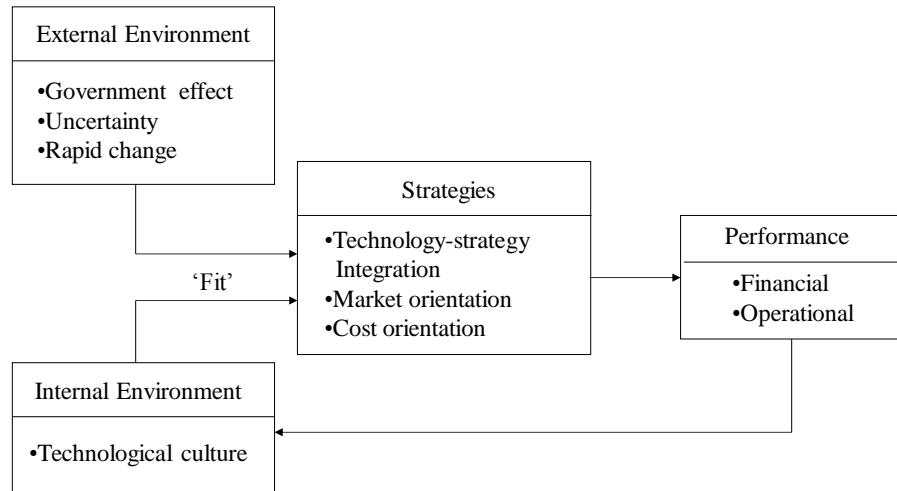 External Environment
•Government effect
•Uncertainty
•Rapid change
Strategies
•Technology-strategy
Integration
•Market orientation
•Cost orientation
Performance
•Financial
•Operational
‘Fit’
Internal Environment
•Technological culture